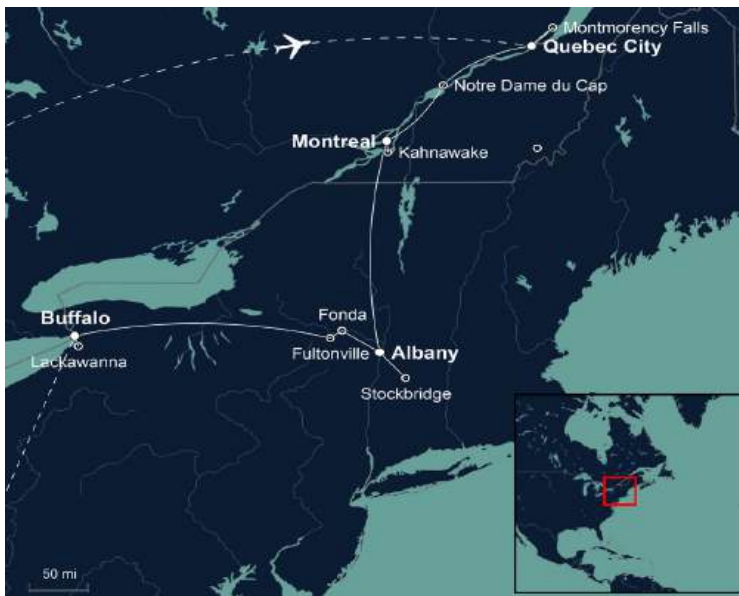 Montmorency Falls
Quebec City
Notre Dame du Cap
Montreal
Kahnawake
Fonda
Buffalo
Fultonville
Albany
Lackawanna
Stockbridge
50 mi